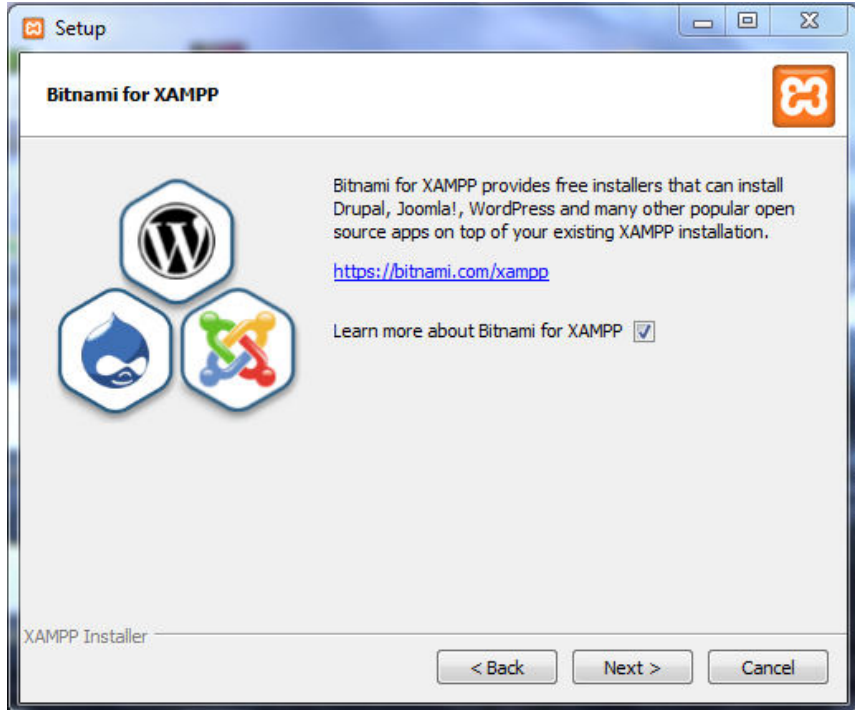 Setup
Bitnami for XAMPP
Bitnami for XAMPP provides free installers that can install
Drupal, Joomla!, WordPress and many other popular open
source apps on top of your existing XAMPP installation.
https://bitnami.com/xampp
Learn more about Bitnami for XAMPP
XAMPP Installer
< Back
Next >
Cancel